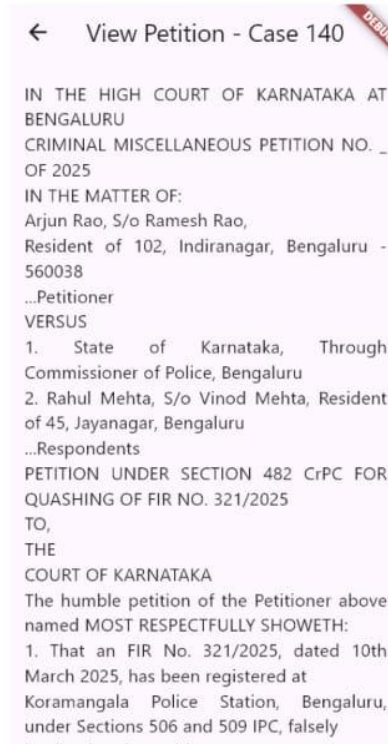 View Petition - Case 140
IN THE HIGH COURT OF KARNATAKA AT
BENGALURU
CRIMINAL MISCELLANEOUS PETITION NO. _
OF 2025
IN THE MATTER OF:
Arjun Rao, S/o Ramesh Rao,
Resident of 102, Indiranagar, Bengaluru -
560038
...Petitioner
VERSUS
1. State of Karnataka, Through
Commissioner of Police, Bengaluru
2. Rahul Mehta, S/o Vinod Mehta, Resident
of 45, Jayanagar, Bengaluru
...Respondents
PETITION UNDER SECTION 482 CrPC FOR
QUASHING OF FIR NO. 321/2025
TO,
THE
COURT OF KARNATAKA
The humble petition of the Petitioner above
named MOST RESPECTFULLY SHOWETH:
1. That an FIR No. 321/2025, dated 10th
March 2025, has been registered at
Koramangala Police Station, Bengaluru,
under Sections 506 and 509 IPC, falsely